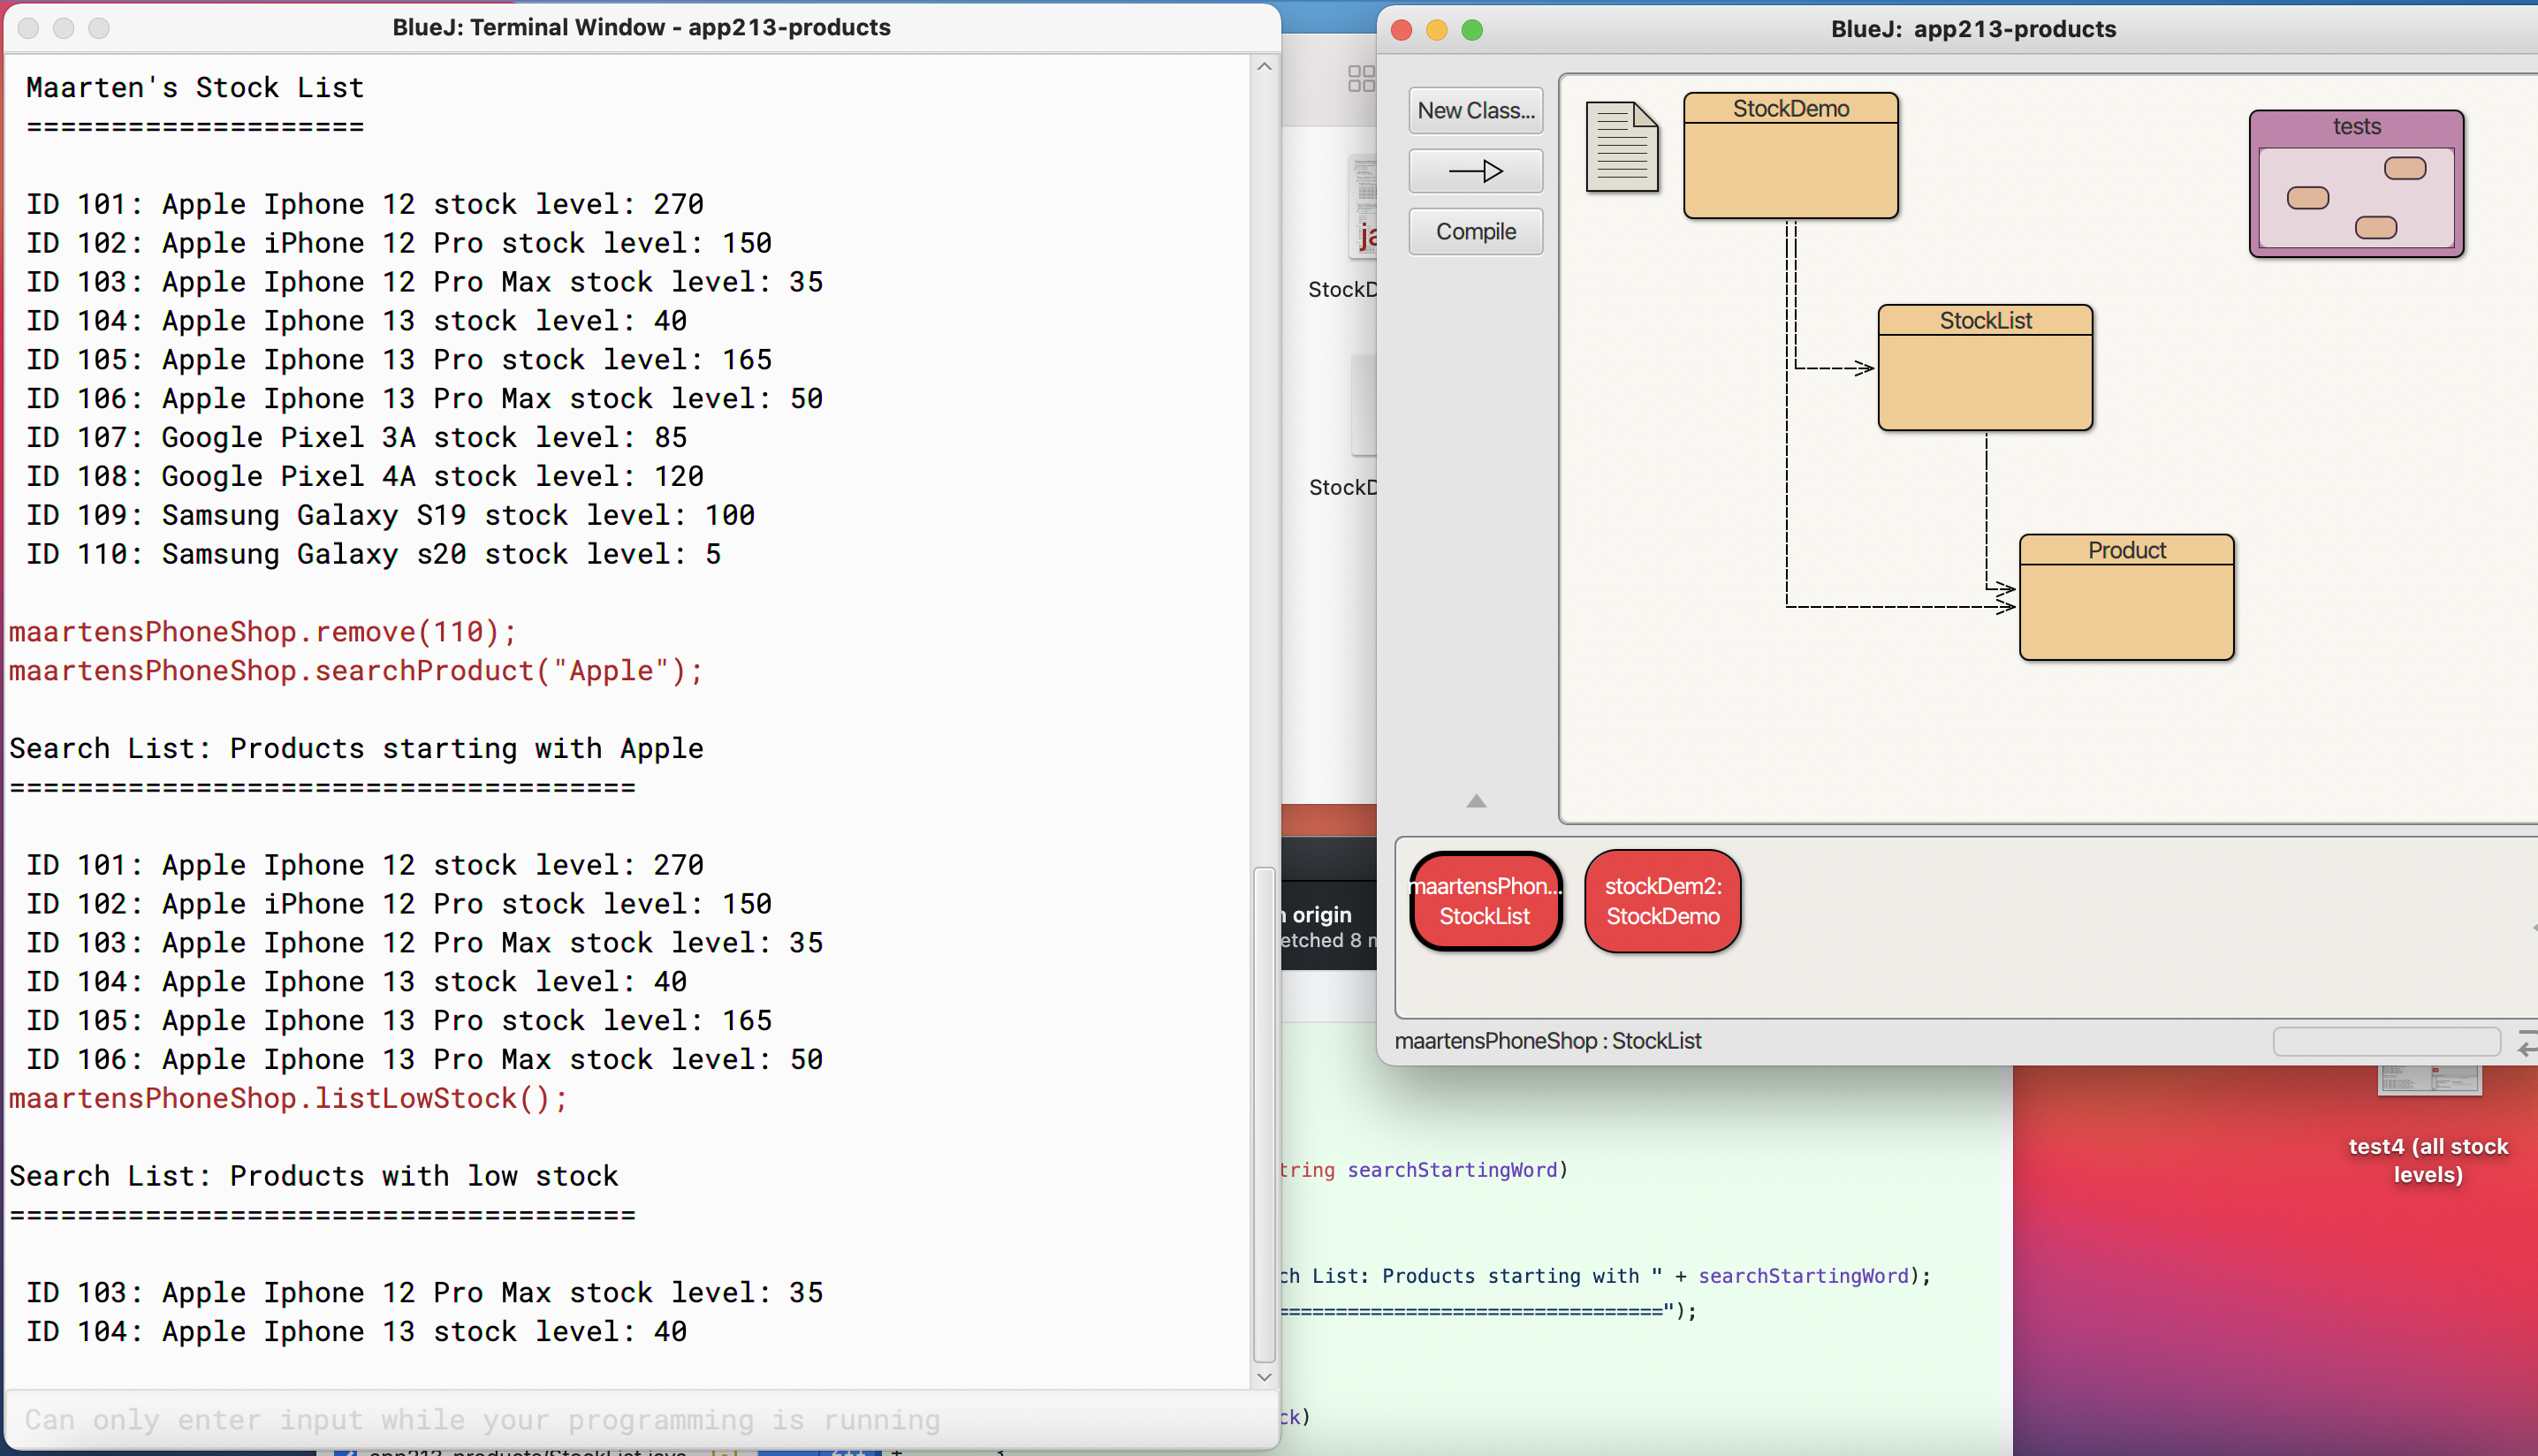 BlueJ: Terminal Window - app213-products
Maarten's Stock List
====================
ID 101: Apple Iphone 12 stock level: 270
ID 102: Apple iPhone 12 Pro stock level: 150
ID 103: Apple Iphone 12 Pro Max stock level: 35
ID 104: Apple Iphone 13 stock level: 40
ID 105: Apple Iphone 13 Pro stock level: 165
ID 106: Apple Iphone 13 Pro Max stock level: 50
ID 107: Google Pixel 3A stock level: 85
ID 108: Google Pixel 4A stock level: 120
ID 109: Samsung Galaxy S19 stock level: 100
ID 110: Samsung Galaxy s20 stock level: 5
maartensPhoneShop.remove(110);
maartensPhoneShop.searchProduct("Apple");
Search List: Products starting with Apple
=====================================
ID 101: Apple Iphone 12 stock level: 270
ID 102: Apple iPhone 12 Pro stock level: 150
ID 103: Apple Iphone 12 Pro Max stock level: 35
ID 104: Apple Iphone 13 stock level: 40
ID 105: Apple Iphone 13 Pro stock level: 165
ID 106: Apple Iphone 13 Pro Max stock level: 50
maartensPhoneShop.listLowStock();
Search List: Products with low stock
=====================================
ID 103: Apple Iphone 12 Pro Max stock level: 35
ID 104: Apple Iphone 13 stock level: 40
Can only enter input while your programming is running
BlueJ: app213-products
New Class...
Compile
StockDemo
tests
StockList
Product
maartensPhon...
StockList
stockDem2:
StockDemo
maartensPhoneShop : StockList
ja
StockD
StockD
n origin
etched 8 m
tring searchStartingWord)
ch List: Products starting with " + searchStartingWord);
=================================");
ck)
test4 (all stock
levels)